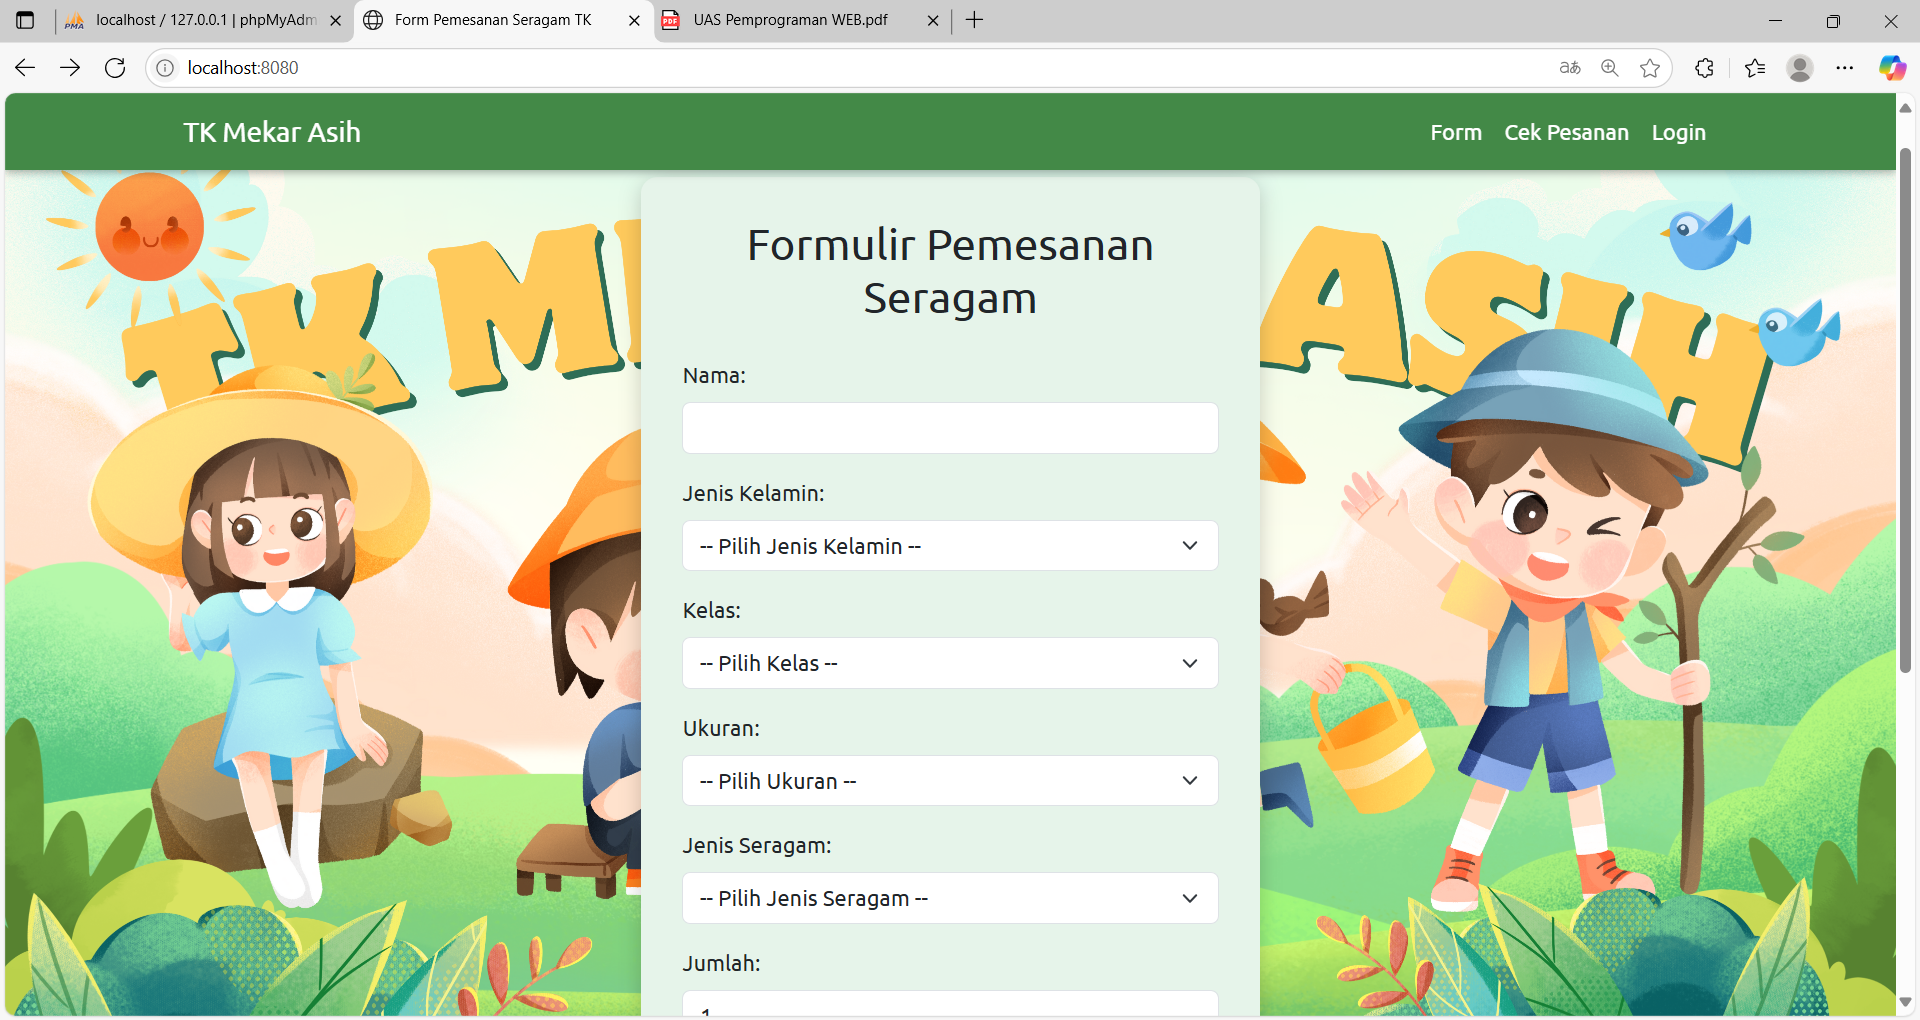 localhost / 127.0.0.1 | phpMyAdm
Form Pemesanan Seragam TK
UAS Pemprograman WEB.pdf
localhost:8080
TK Mekar Asih
Form
Cek Pesanan
Login
TK M
ASIH
Formulir Pemesanan
Seragam
Nama:
Jenis Kelamin:
-- Pilih Jenis Kelamin --
Kelas:
-- Pilih Kelas --
Ukuran:
-- Pilih Ukuran --
Jenis Seragam:
-- Pilih Jenis Seragam --
Jumlah:
1